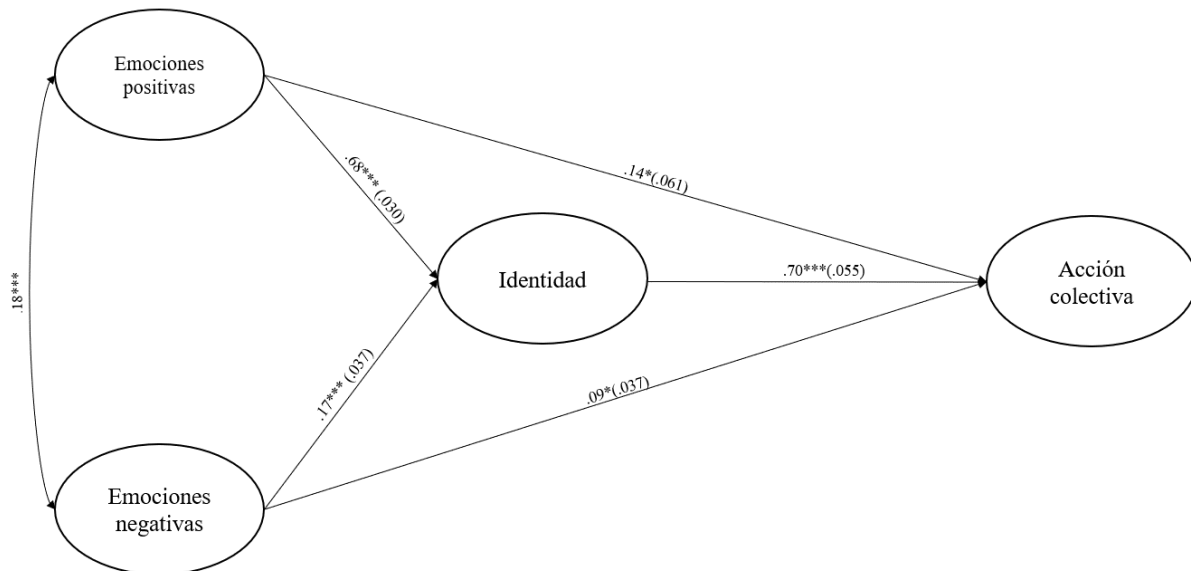 Emociones
positivas
.68*** (.030)
.14*(.061)
.18***
Identidad
.70***(.055)
Acción
colectiva
.17*** (.037)
.09*(.037)
Emociones
negativas